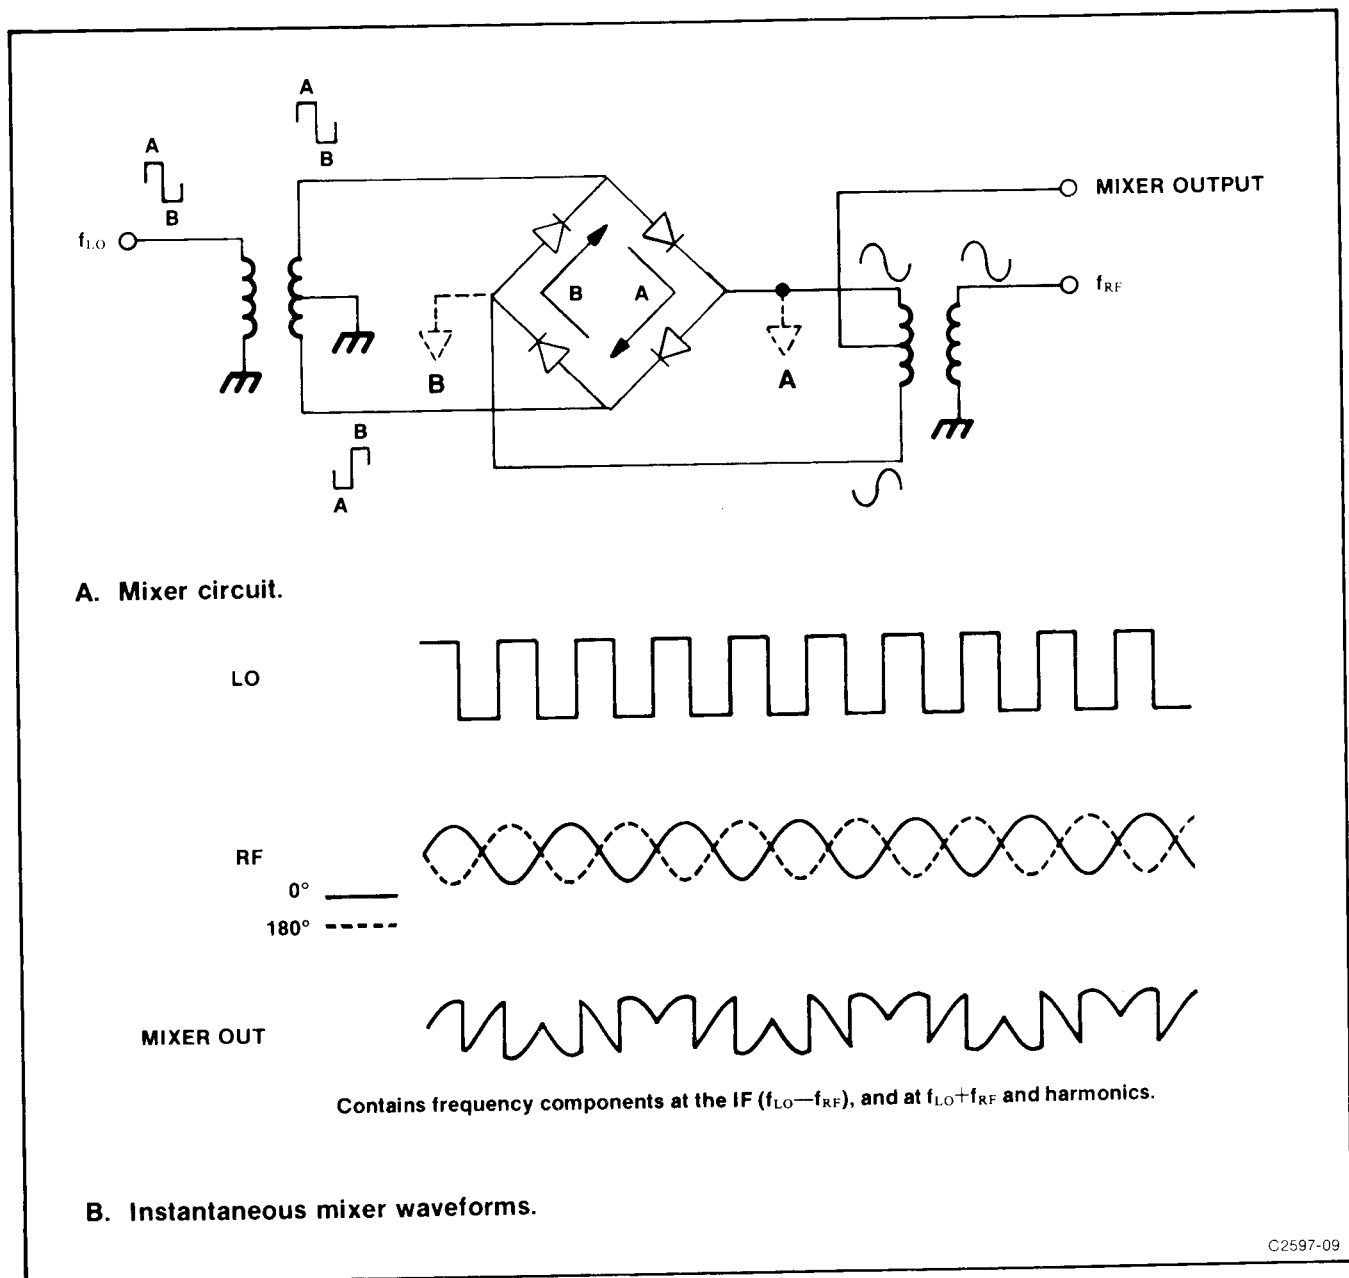 A
B
A
B
f_LO
MIXER OUTPUT
f_RF
B
A
B
A
B
A
A. Mixer circuit.
LO
RF
0°
180°
MIXER OUT
Contains frequency components at the IF (f_LO—f_RF), and at f_LO+f_RF and harmonics.
B. Instantaneous mixer waveforms.
C2597-09